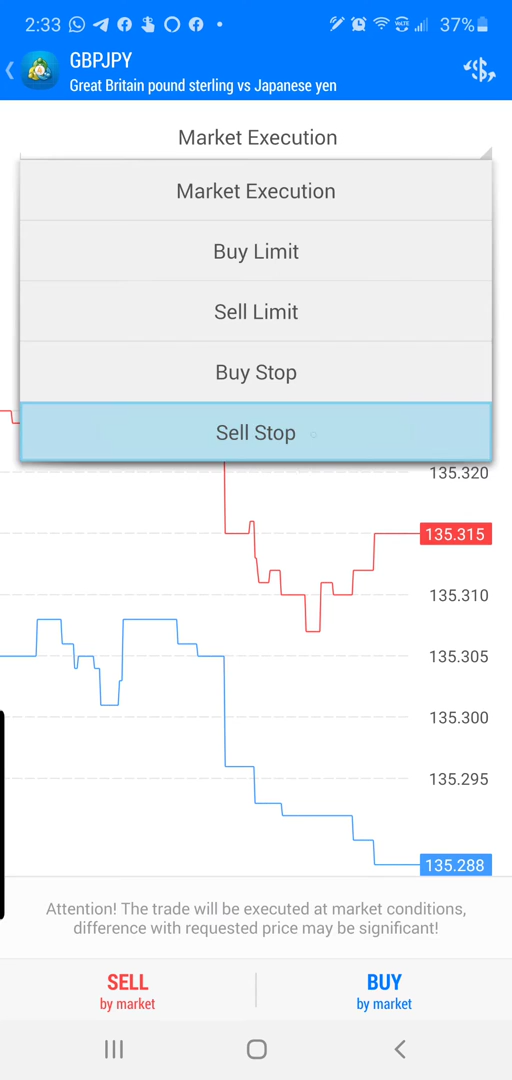 2:33
37%
GBPJPY
Great Britain pound sterling vs Japanese yen
Market Execution
Market Execution
Buy Limit
Sell Limit
Buy Stop
Sell Stop
135.320
135.315
135.310
135.305
135.300
135.295
135.288
Attention! The trade will be executed at market conditions,
difference with requested price may be significant!
SELL BUY
by market by market